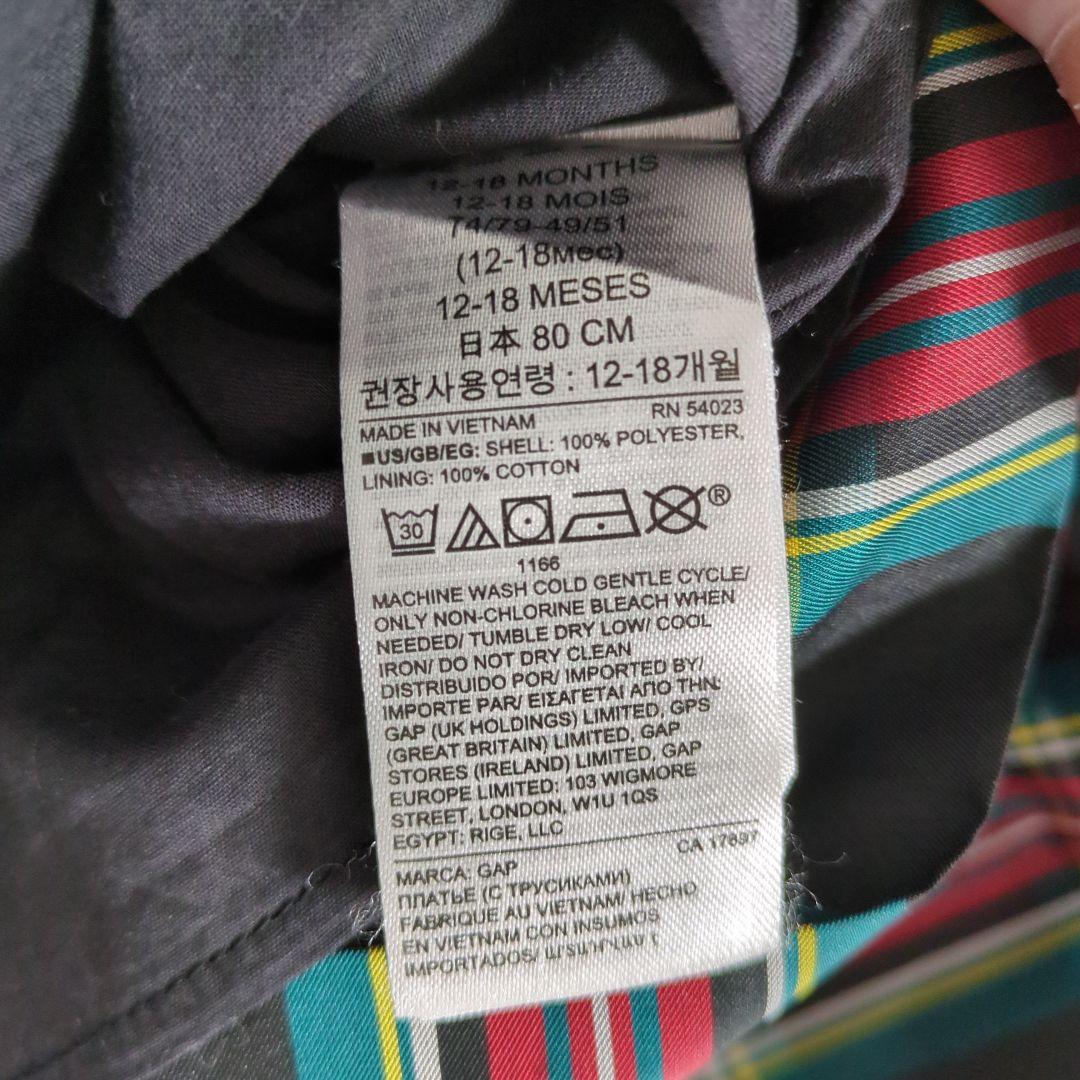 12-18 MONTHS
12-18 MOIS
74/79-49/51
(12-18мес)
12-18 MESES
日本 80 CM
권장사용연령 : 12-18개월
MADE IN VIETNAM RN 54023
■US/GB/EG: SHELL: 100% POLYESTER,
LINING: 100% COTTON
30 ®
1166
MACHINE WASH COLD GENTLE CYCLE/
ONLY NON-CHLORINE BLEACH WHEN
NEEDED/ TUMBLE DRY LOW/ COOL
IRON/ DO NOT DRY CLEAN
DISTRIBUIDO POR/ IMPORTED BY/
IMPORTE PAR/ ΕΙΣΑΓΕΤΑΙ ΑΠΟ ΤΗΝ:
GAP (UK HOLDINGS) LIMITED, GPS
(GREAT BRITAIN) LIMITED, GAP
STORES (IRELAND) LIMITED, GAP
EUROPE LIMITED: 103 WIGMORE
STREET, LONDON, W1U 1QS
EGYPT: RIGE, LLC
CA 17897
MARCA: GAP
ПЛАТЬЕ (С ТРУСИКАМИ)
FABRIQUE AU VIETNAM/ HECHO
EN VIETNAM CON INSUMOS
IMPORTADOS/